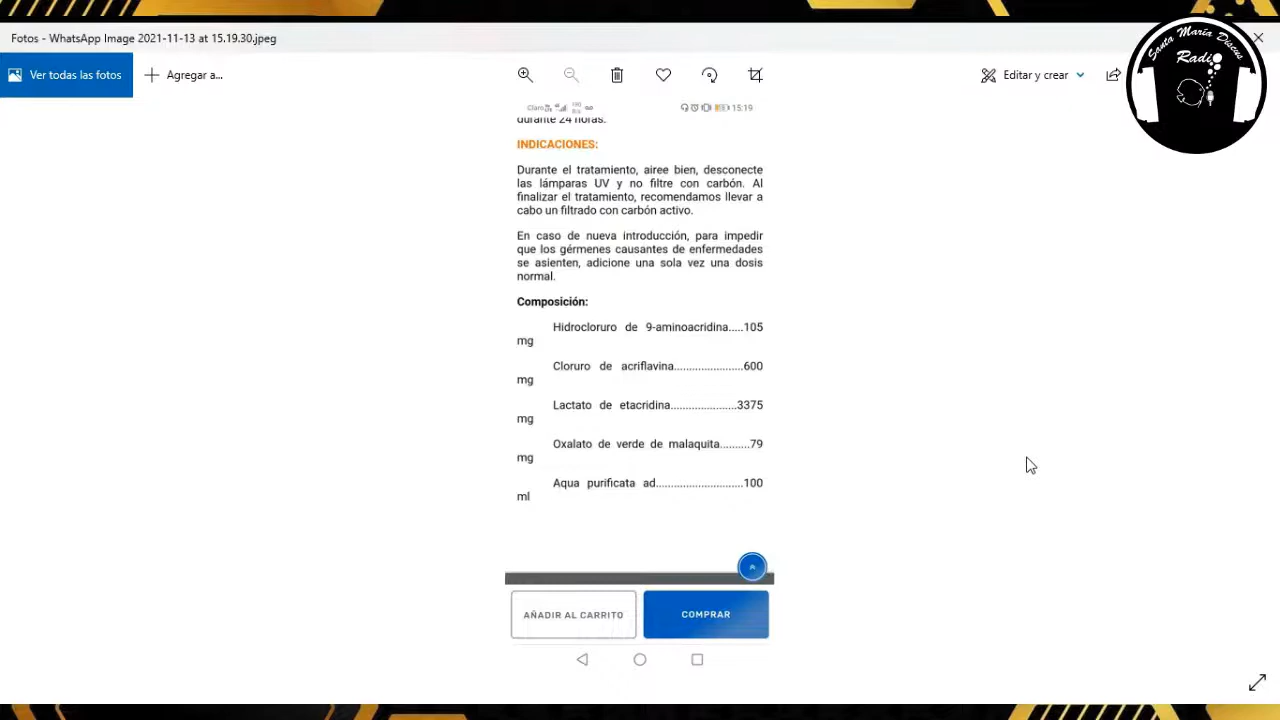 Fotos - WhatsApp Image 2021-11-13 at 15.19.30.jpeg
Santa María Discus
Radio
Ver todas las fotos
Agregar a...
Editar y crear
Claro
15:19
durante 24 horas.
INDICACIONES:
Durante el tratamiento, airee bien, desconecte
las lámparas UV y no filtre con carbón. Al
finalizar el tratamiento, recomendamos llevar a
cabo un filtrado con carbón activo.
En caso de nueva introducción, para impedir
que los gérmenes causantes de enfermedades
se asienten, adicione una sola vez una dosis
normal.
Composición:
Hidrocloruro de 9-aminoacridina.....105
mg
Cloruro de acriflavina.......................600
mg
Lactato de etacridina......................3375
mg
Oxalato de verde de malaquita..........79
mg
Aqua purificata ad.............................100
ml
AÑADIR AL CARRITO
COMPRAR